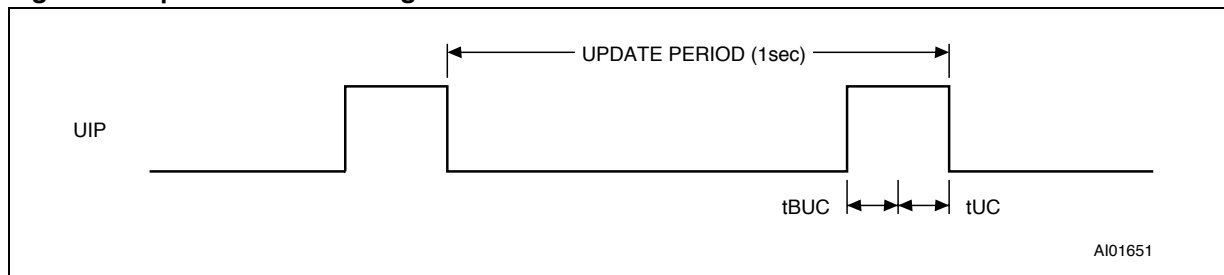 UPDATE PERIOD (1sec)
UIP
tBUC
tUC
AI01651